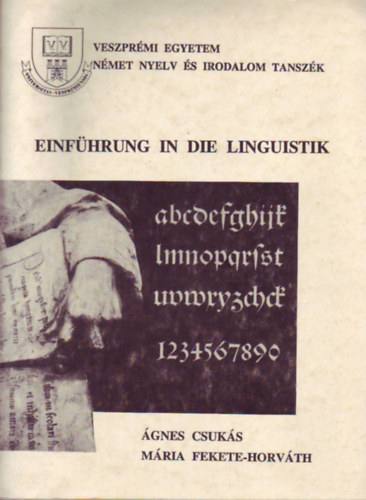 VESZPRÉMI EGYETEM
NÉMET NYELV ÉS IRODALOM TANSZÉK
EINFÜHRUNG IN DIE LINGUISTIK
abcdefghijk
lmnopqrſst
uvwryzchck
1234567890
ÁGNES CSUKÁS
MÁRIA FEKETE-HORVÁTH